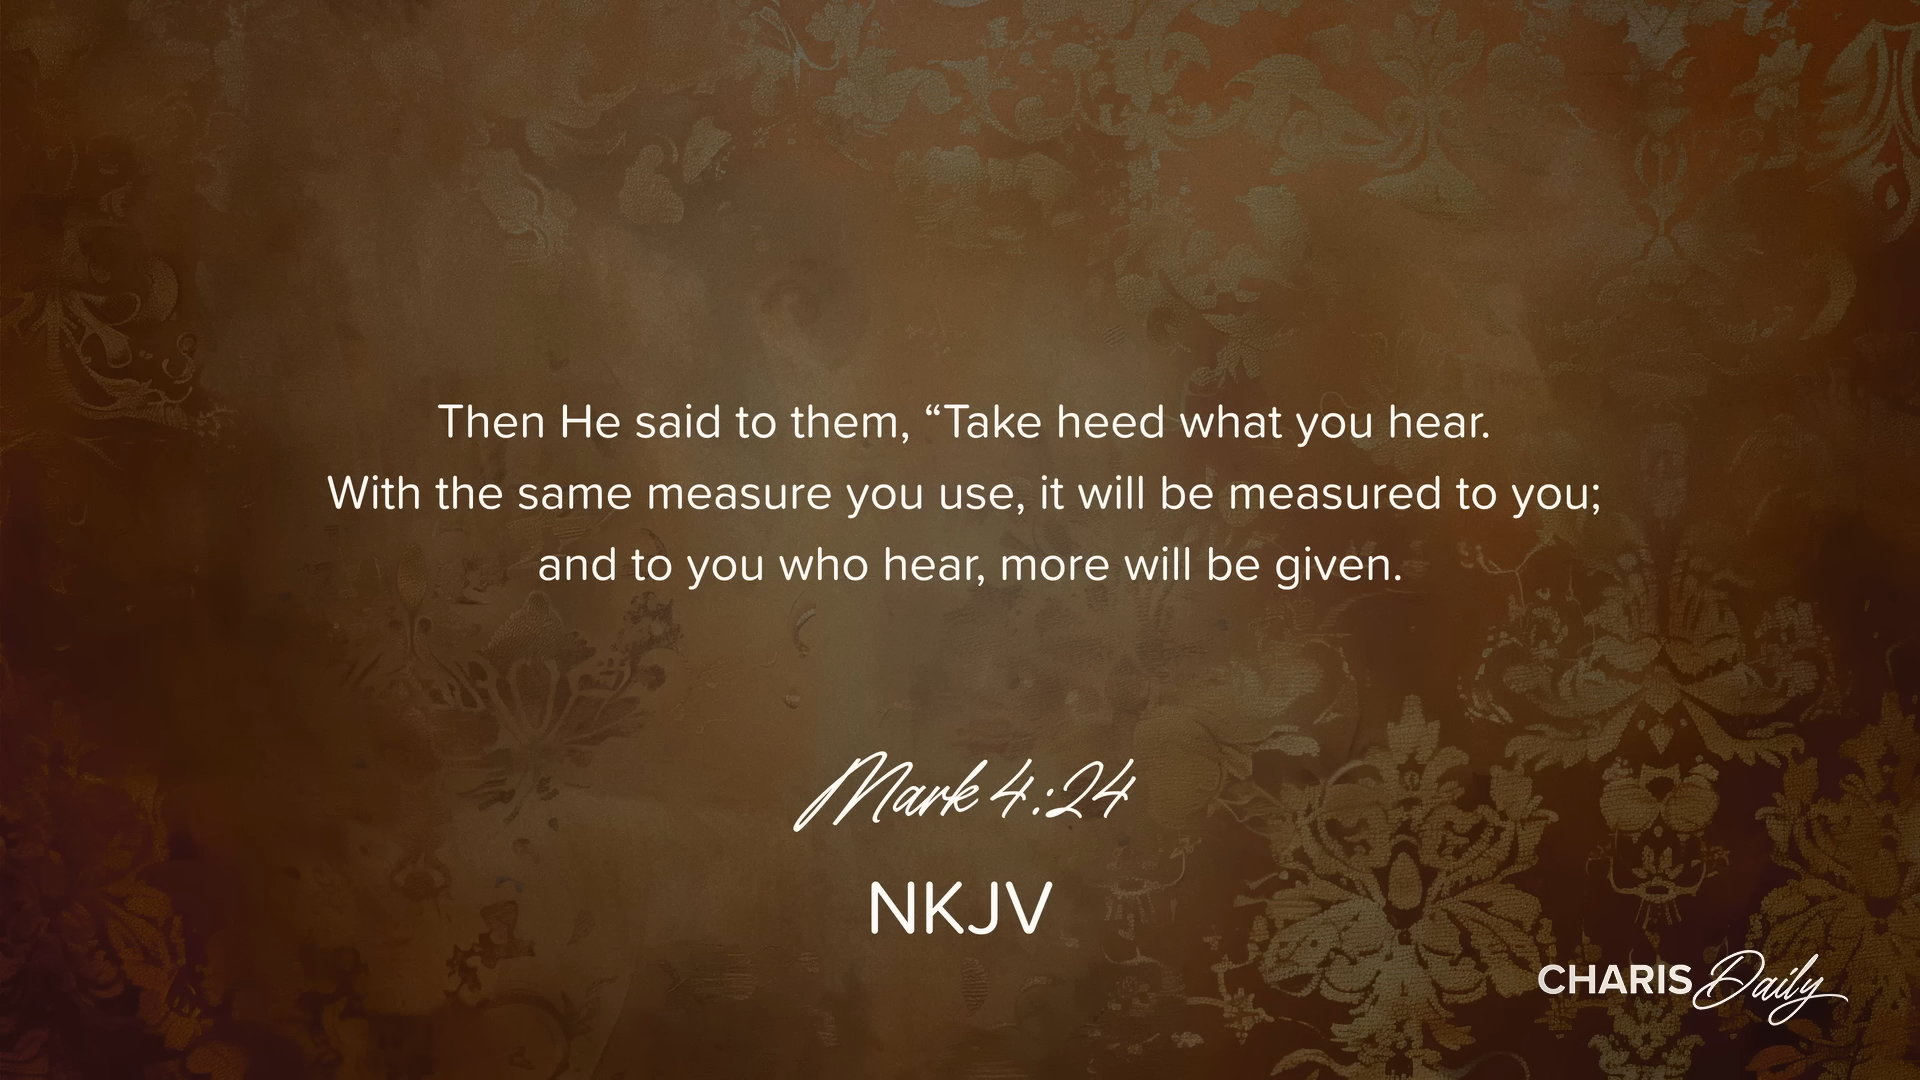 Then He said to them, “Take heed what you hear.
With the same measure you use, it will be measured to you;
and to you who hear, more will be given.
Mark 4:24
NKJV
CHARIS Daily